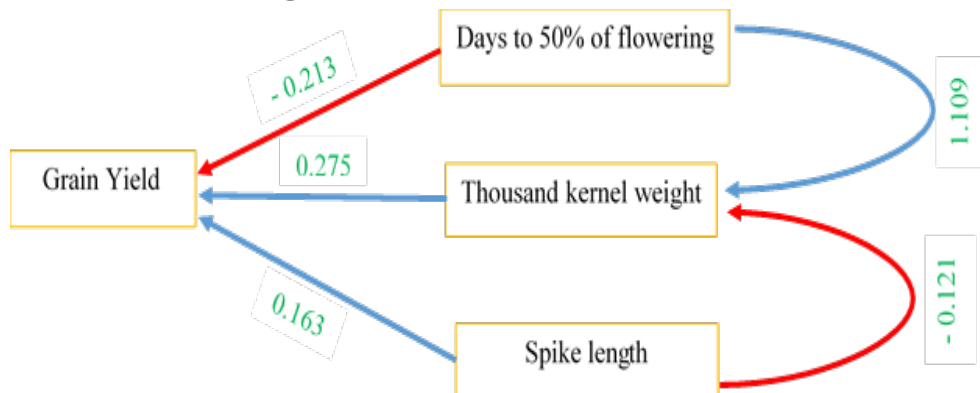 Days to 50% of flowering
- 0.213
1.109
0.275
Grain Yield
Thousand kernel weight
0.163
- 0.121
Spike length